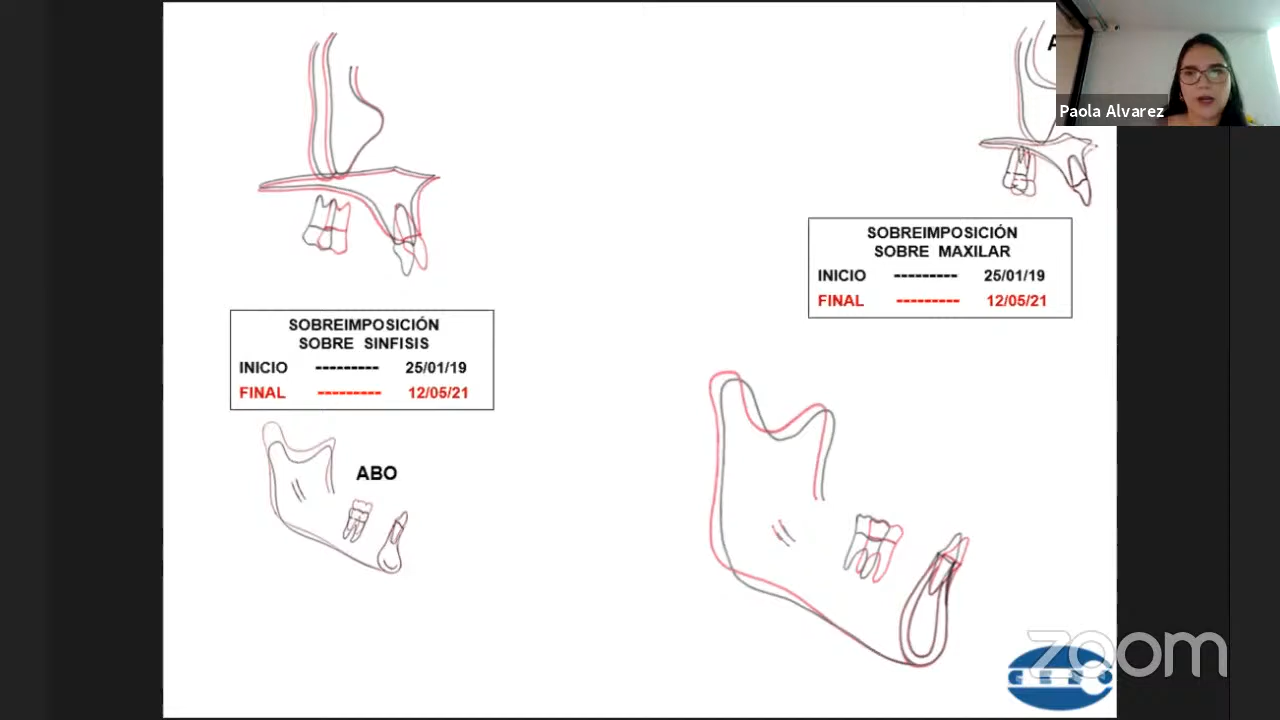 Paola Alvarez
SOBREIMPOSICIÓN
SOBRE MAXILAR
INICIO --------- 25/01/19
FINAL --------- 12/05/21
SOBREIMPOSICIÓN
SOBRE SINFISIS
INICIO --------- 25/01/19
FINAL --------- 12/05/21
ABO
zoom